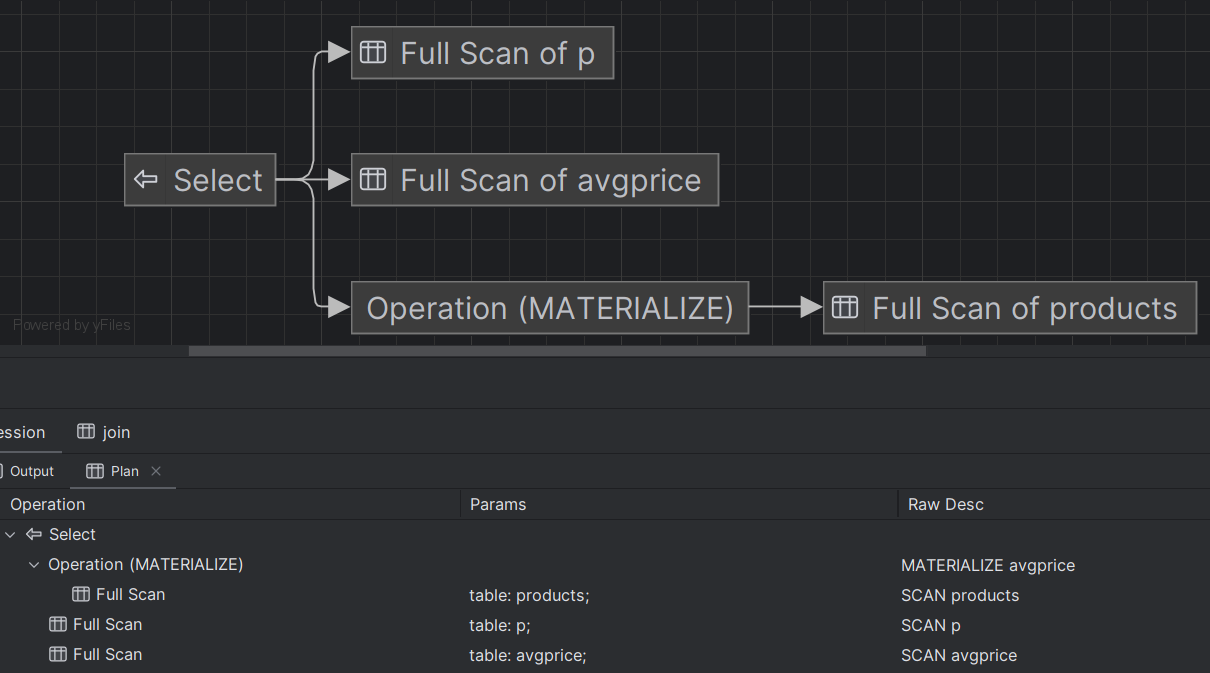 Full Scan of p
Select
Full Scan of avgprice
Operation (MATERIALIZE)
Full Scan of products
Powered by yFiles
ession
join
Output
Plan
Operation Params Raw Desc
Select
Operation (MATERIALIZE) MATERIALIZE avgprice
Full Scan table: products; SCAN products
Full Scan table: p; SCAN p
Full Scan table: avgprice; SCAN avgprice